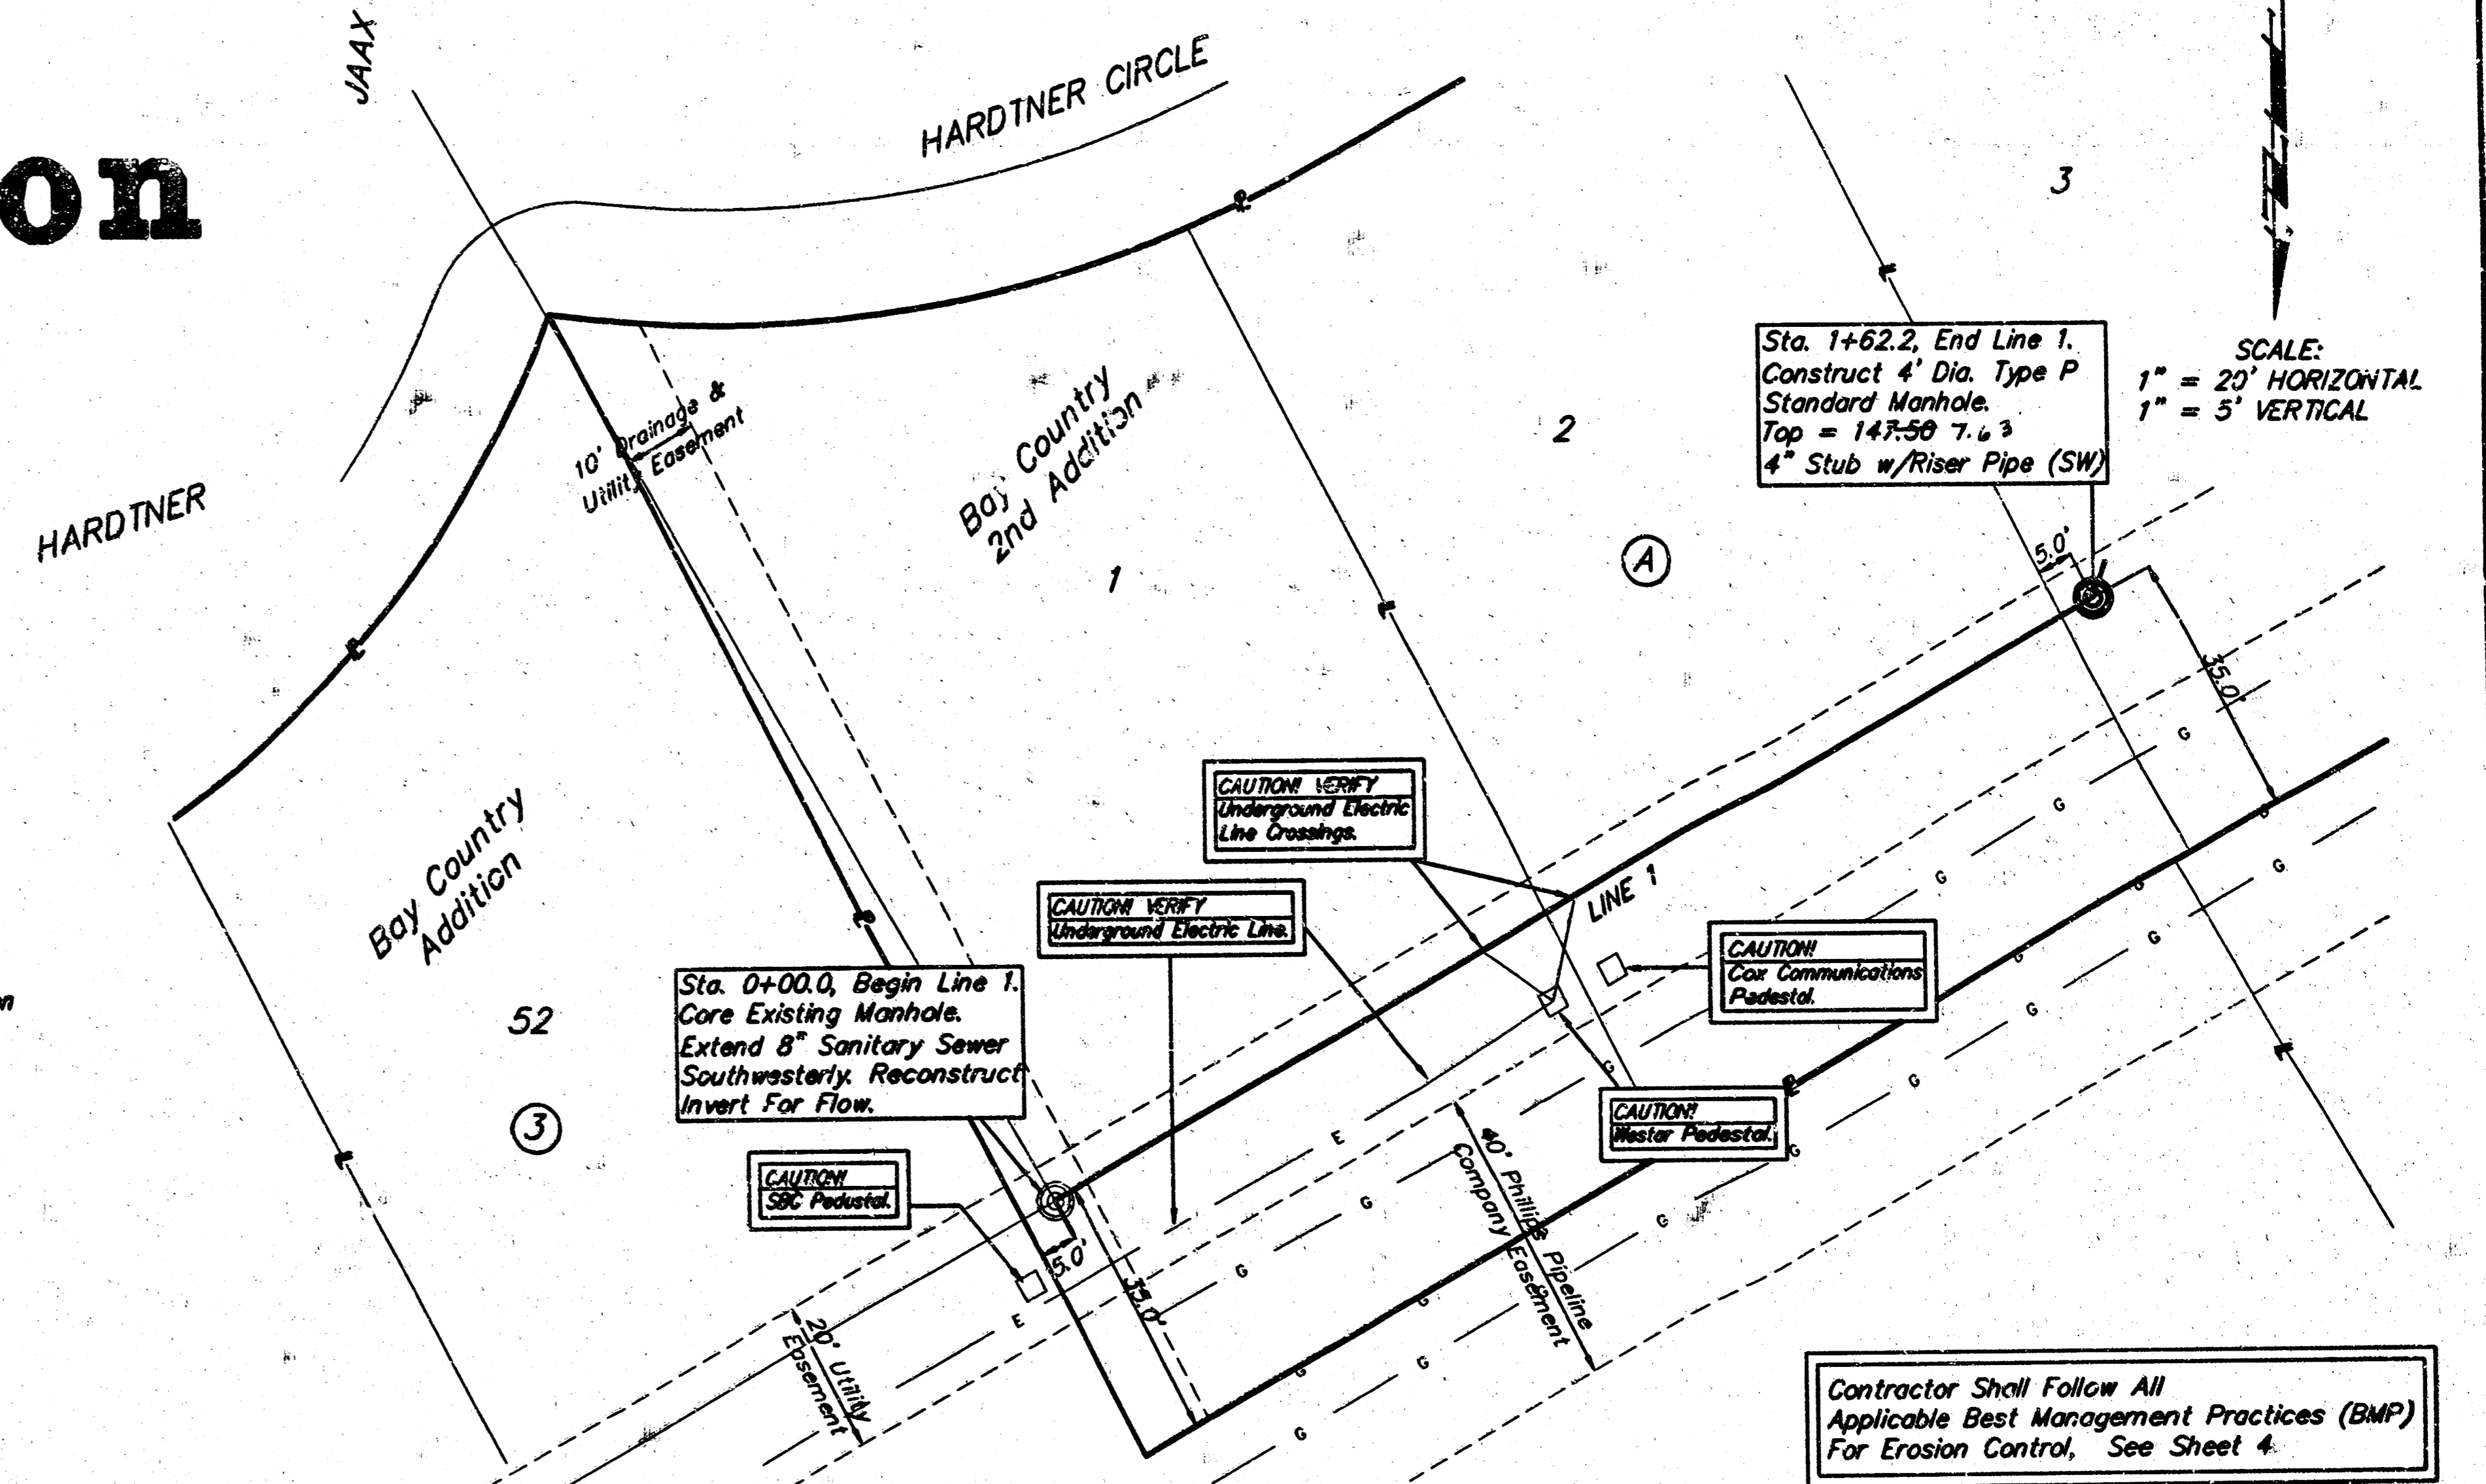 JAAX
HARDTNER CIRCLE
on
3
Sta. 1+62.2, End Line 1.
Construct 4' Dia. Type P
Standard Manhole.
Top = 147.50 7.63
4" Stub w/Riser Pipe (SW)
SCALE:
1" = 20' HORIZONTAL
1" = 5' VERTICAL
10' Drainage &
Utility Easement
Bay Country
2nd Addition
2
HARDTNER
1
A
5.0'
35.0'
CAUTION! VERIFY
Underground Electric
Line Crossings.
Bay Country
Addition
LINE 1
CAUTION! VERIFY
Underground Electric Line.
CAUTION!
Cox Communications
Pedestal.
52
Sta. 0+00.0, Begin Line 1.
Core Existing Manhole.
Extend 8" Sanitary Sewer
Southwesterly. Reconstruct
Invert For Flow.
3
CAUTION!
Westar Pedestal.
CAUTION!
SBC Pedustal.
40' Phillips Pipeline
Company Easement
5.0'
35.0'
E
E
G
G
G
G
G
G
G
G
G
G
G
G
G
G
20' Utility
Easement
Contractor Shall Follow All
Applicable Best Management Practices (BMP)
For Erosion Control, See Sheet 4